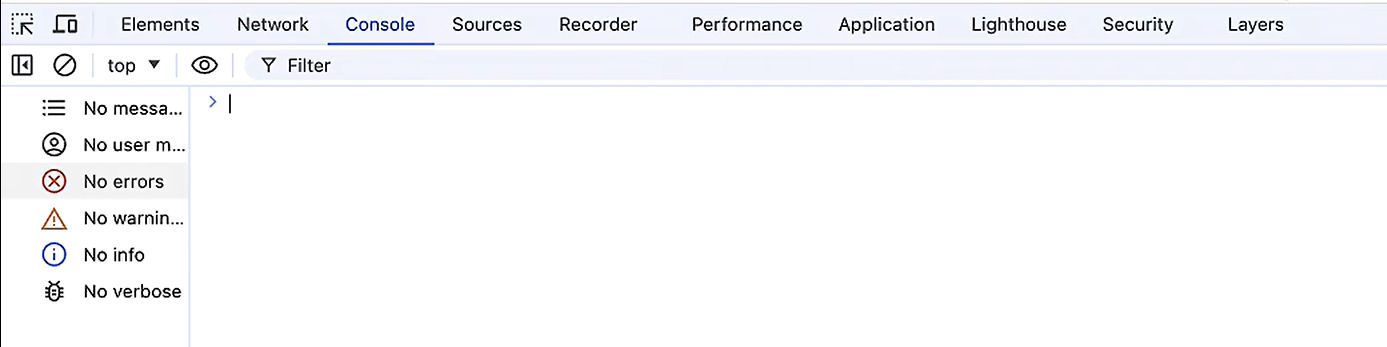 Elements Network Console Sources Recorder Performance Application Lighthouse Security Layers
top Filter
No messa...
No user m...
No errors
No warnin...
No info
No verbose